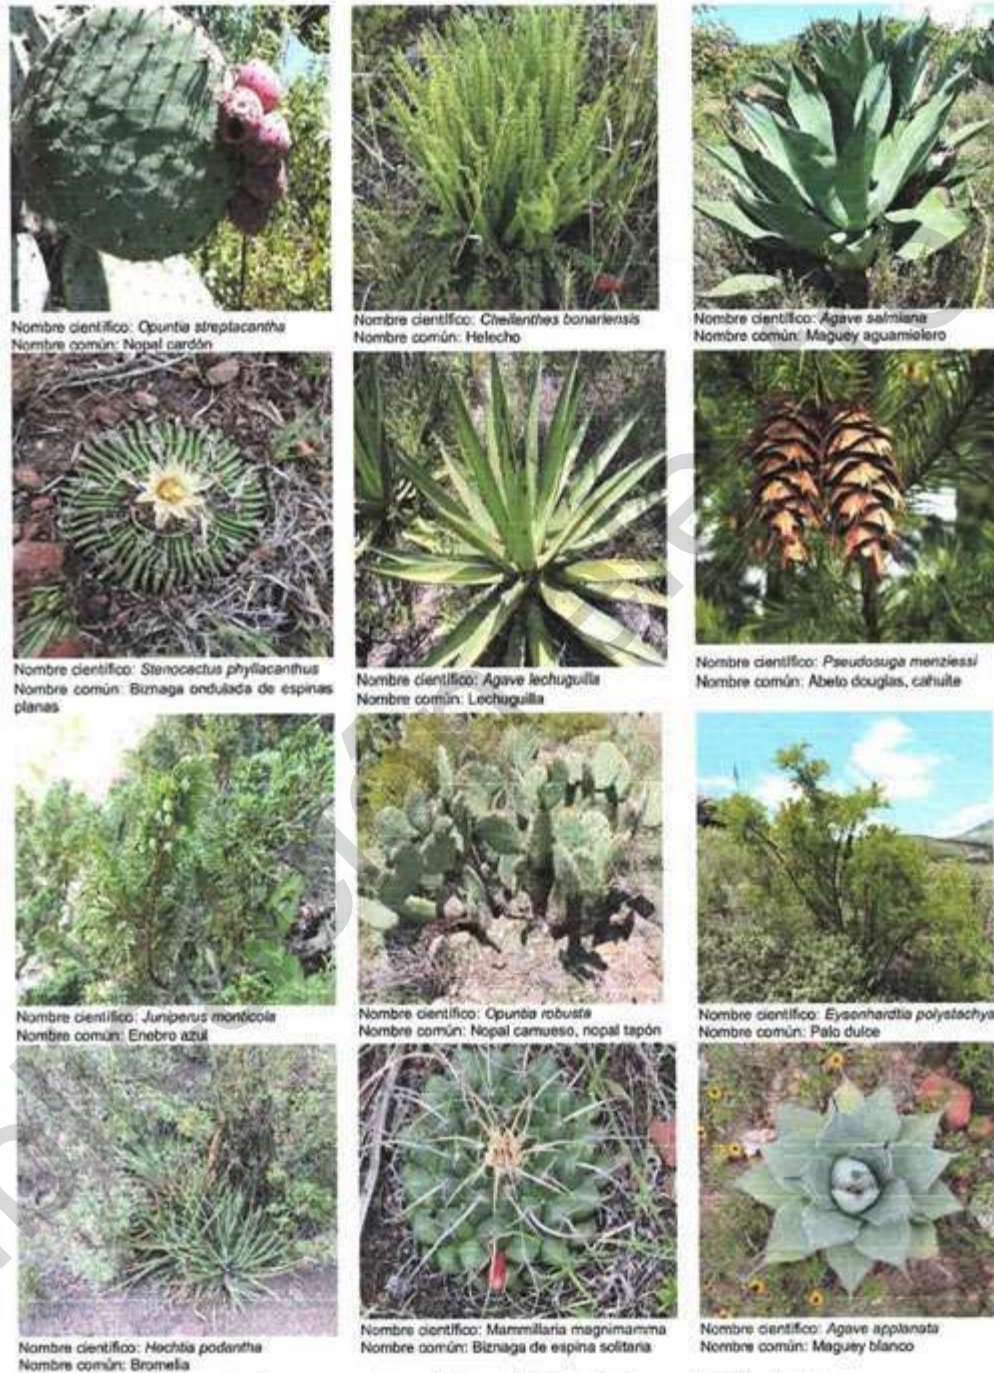 Nombre científico: Opuntia streptacantha
Nombre común: Nopal cardón
Nombre científico: Cheilenthes bonariensis
Nombre común: Helecho
Nombre científico: Agave salmiana
Nombre común: Maguey aguamielero
Nombre científico: Stenocactus phyllacanthus
Nombre común: Biznaga ondulada de espinas
planas
Nombre científico: Agave lechuguilla
Nombre común: Lechuguilla
Nombre científico: Pseudosuga menziessi
Nombre común: Abeto douglas, cahuite
Nombre científico: Juniperus monticola
Nombre común: Enebro azul
Nombre científico: Opuntia robusta
Nombre común: Nopal camueso, nopal tapón
Nombre científico: Eysenhardtia polystachya
Nombre común: Palo dulce
Nombre científico: Hechtia podantha
Nombre común: Bromelia
Nombre científico: Mammillaria magnimamma
Nombre común: Biznaga de espina solitaria
Nombre científico: Agave applanata
Nombre común: Maguey blanco